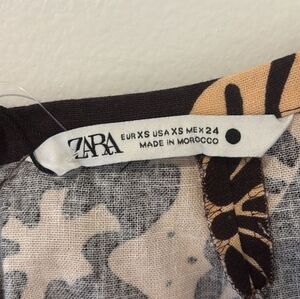 ZARA
EUR XS USA XS MEX 24
MADE IN MOROCCO